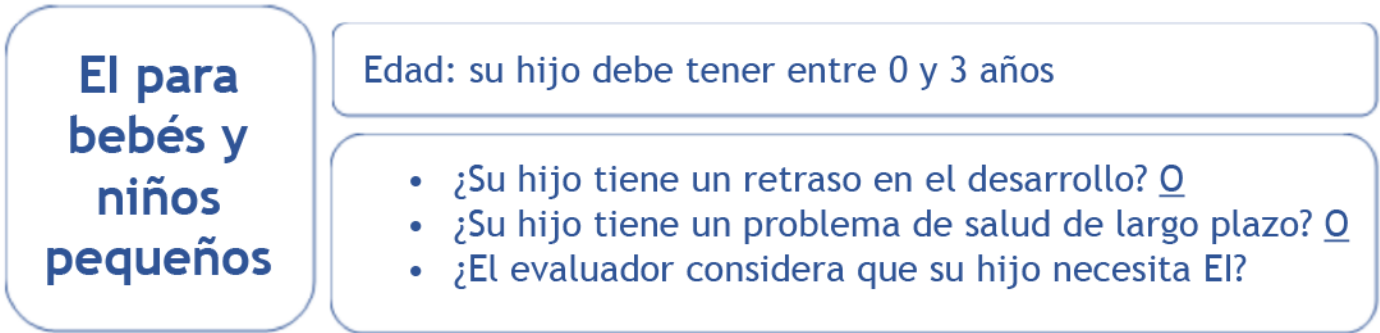 EI para
bebés y
niños
pequeños
Edad: su hijo debe tener entre 0 y 3 años
• ¿Su hijo tiene un retraso en el desarrollo? O
• ¿Su hijo tiene un problema de salud de largo plazo? O
• ¿El evaluador considera que su hijo necesita EI?